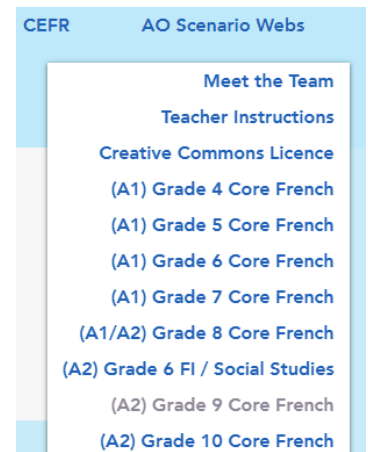 CEFR AO Scenario Webs
Meet the Team
Teacher Instructions
Creative Commons Licence
(A1) Grade 4 Core French
(A1) Grade 5 Core French
(A1) Grade 6 Core French
(A1) Grade 7 Core French
(A1/A2) Grade 8 Core French
(A2) Grade 6 FI / Social Studies
(A2) Grade 9 Core French
(A2) Grade 10 Core French